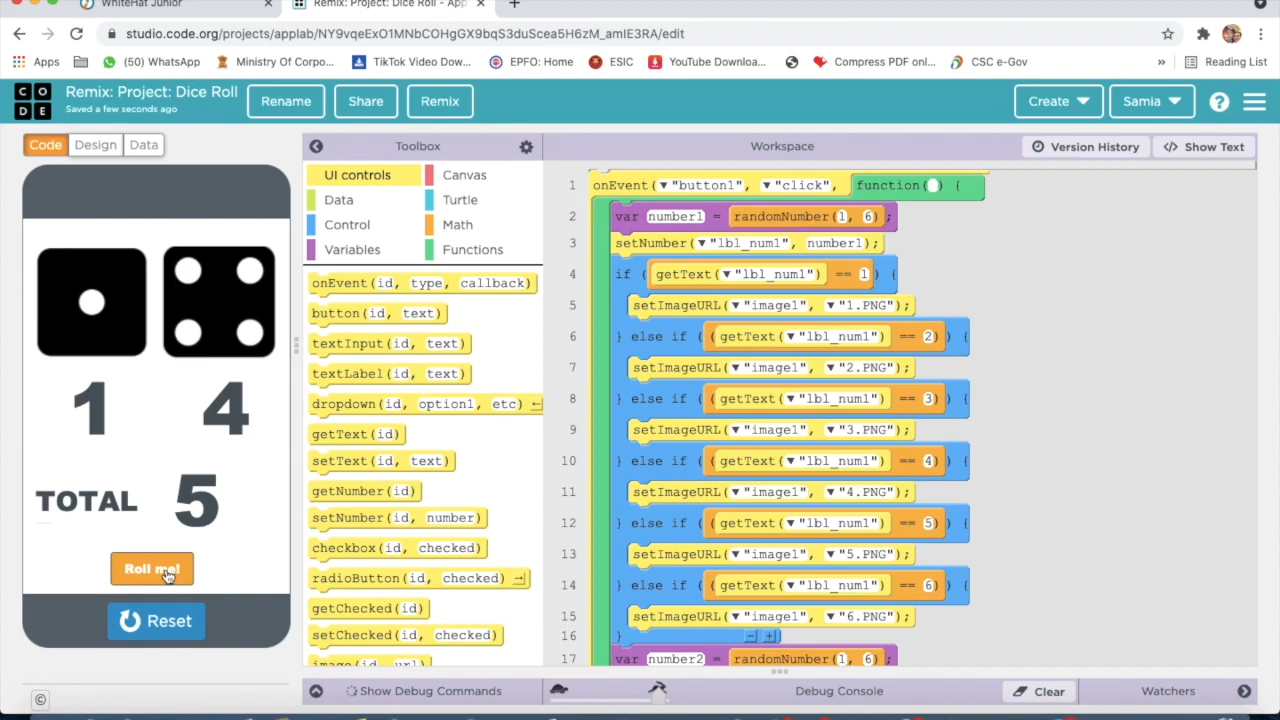 WhiteHat Junior
Remix: Project: Dice Roll - App
studio.code.org/projects/applab/NY9vqeExO1MNbCOHgGX9bqS3duScea5H6zM_amIE3RA/edit
Apps (50) WhatsApp Ministry Of Corpo... TikTok Video Dow... EPFO: Home ESIC YouTube Downloa... Compress PDF onl... CSC e-Gov » Reading List
C O D E
Remix: Project: Dice Roll
Saved a few seconds ago
Rename Share Remix Create Samia ?
Code Design Data
Toolbox Workspace Version History </> Show Text
UI controls Canvas
Data Turtle
Control Math
Variables Functions
onEvent(id, type, callback)
button(id, text)
textInput(id, text)
textLabel(id, text)
dropdown(id, option1, etc)
getText(id)
setText(id, text)
getNumber(id)
setNumber(id, number)
checkbox(id, checked)
radioButton(id, checked)
getChecked(id)
setChecked(id, checked)
image(id, url)
1 4
TOTAL 5
Roll me!
Reset
©
1 onEvent(▼"button1", ▼"click", function( ) {
2 var number1 = randomNumber(1, 6);
3 setNumber(▼"lbl_num1", number1);
4 if (getText(▼"lbl_num1") == 1) {
5 setImageURL(▼"image1", ▼"1.PNG");
6 } else if ((getText(▼"lbl_num1") == 2)) {
7 setImageURL(▼"image1", ▼"2.PNG");
8 } else if ((getText(▼"lbl_num1") == 3)) {
9 setImageURL(▼"image1", ▼"3.PNG");
10 } else if ((getText(▼"lbl_num1") == 4)) {
11 setImageURL(▼"image1", ▼"4.PNG");
12 } else if ((getText(▼"lbl_num1") == 5)) {
13 setImageURL(▼"image1", ▼"5.PNG");
14 } else if ((getText(▼"lbl_num1") == 6)) {
15 setImageURL(▼"image1", ▼"6.PNG");
16 } - +
17 var number2 = randomNumber(1, 6);
Show Debug Commands Debug Console Clear Watchers